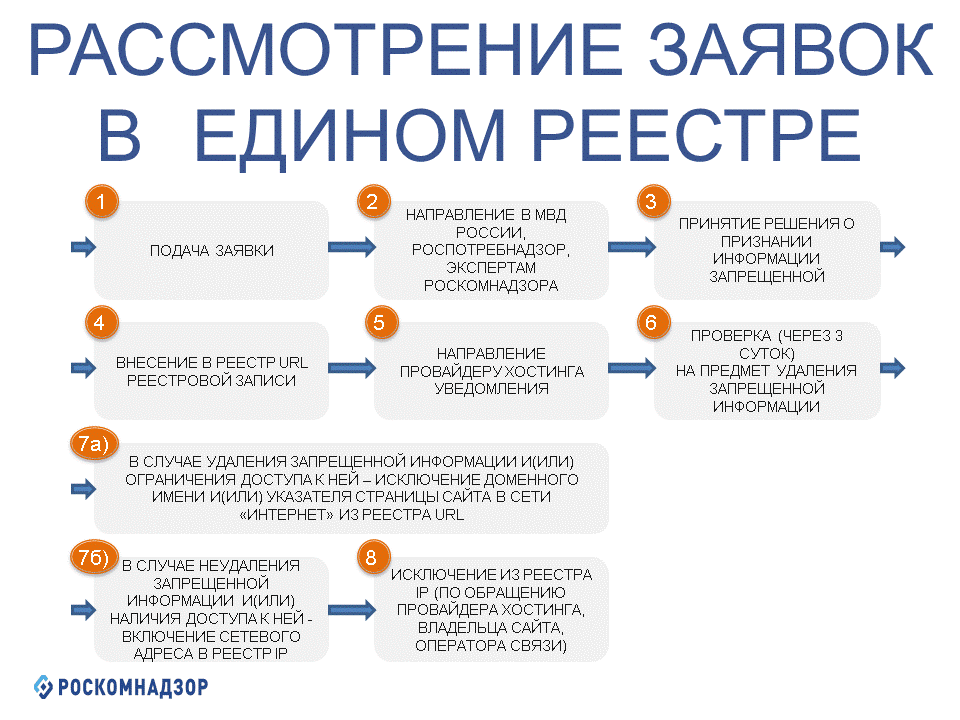 РАССМОТРЕНИЕ ЗАЯВОК
В ЕДИНОМ РЕЕСТРЕ
1
ПОДАЧА ЗАЯВКИ
2
НАПРАВЛЕНИЕ В МВД
РОССИИ,
РОСПОТРЕБНАДЗОР,
ЭКСПЕРТАМ
РОСКОМНАДЗОРА
3
ПРИНЯТИЕ РЕШЕНИЯ О
ПРИЗНАНИИ
ИНФОРМАЦИИ
ЗАПРЕЩЕННОЙ
4
ВНЕСЕНИЕ В РЕЕСТР URL
РЕЕСТРОВОЙ ЗАПИСИ
5
НАПРАВЛЕНИЕ
ПРОВАЙДЕРУ ХОСТИНГА
УВЕДОМЛЕНИЯ
6
ПРОВЕРКА (ЧЕРЕЗ 3
СУТОК)
НА ПРЕДМЕТ УДАЛЕНИЯ
ЗАПРЕЩЕННОЙ
ИНФОРМАЦИИ
7а)
В СЛУЧАЕ УДАЛЕНИЯ ЗАПРЕЩЕННОЙ ИНФОРМАЦИИ И(ИЛИ)
ОГРАНИЧЕНИЯ ДОСТУПА К НЕЙ – ИСКЛЮЧЕНИЕ ДОМЕННОГО
ИМЕНИ И(ИЛИ) УКАЗАТЕЛЯ СТРАНИЦЫ САЙТА В СЕТИ
«ИНТЕРНЕТ» ИЗ РЕЕСТРА URL
7б)
В СЛУЧАЕ НЕУДАЛЕНИЯ
ЗАПРЕЩЕННОЙ
ИНФОРМАЦИИ И(ИЛИ)
НАЛИЧИЯ ДОСТУПА К НЕЙ -
ВКЛЮЧЕНИЕ СЕТЕВОГО
АДРЕСА В РЕЕСТР IP
8
ИСКЛЮЧЕНИЕ ИЗ РЕЕСТРА
IP (ПО ОБРАЩЕНИЮ
ПРОВАЙДЕРА ХОСТИНГА,
ВЛАДЕЛЬЦА САЙТА,
ОПЕРАТОРА СВЯЗИ)
РОСКОМНАДЗОР